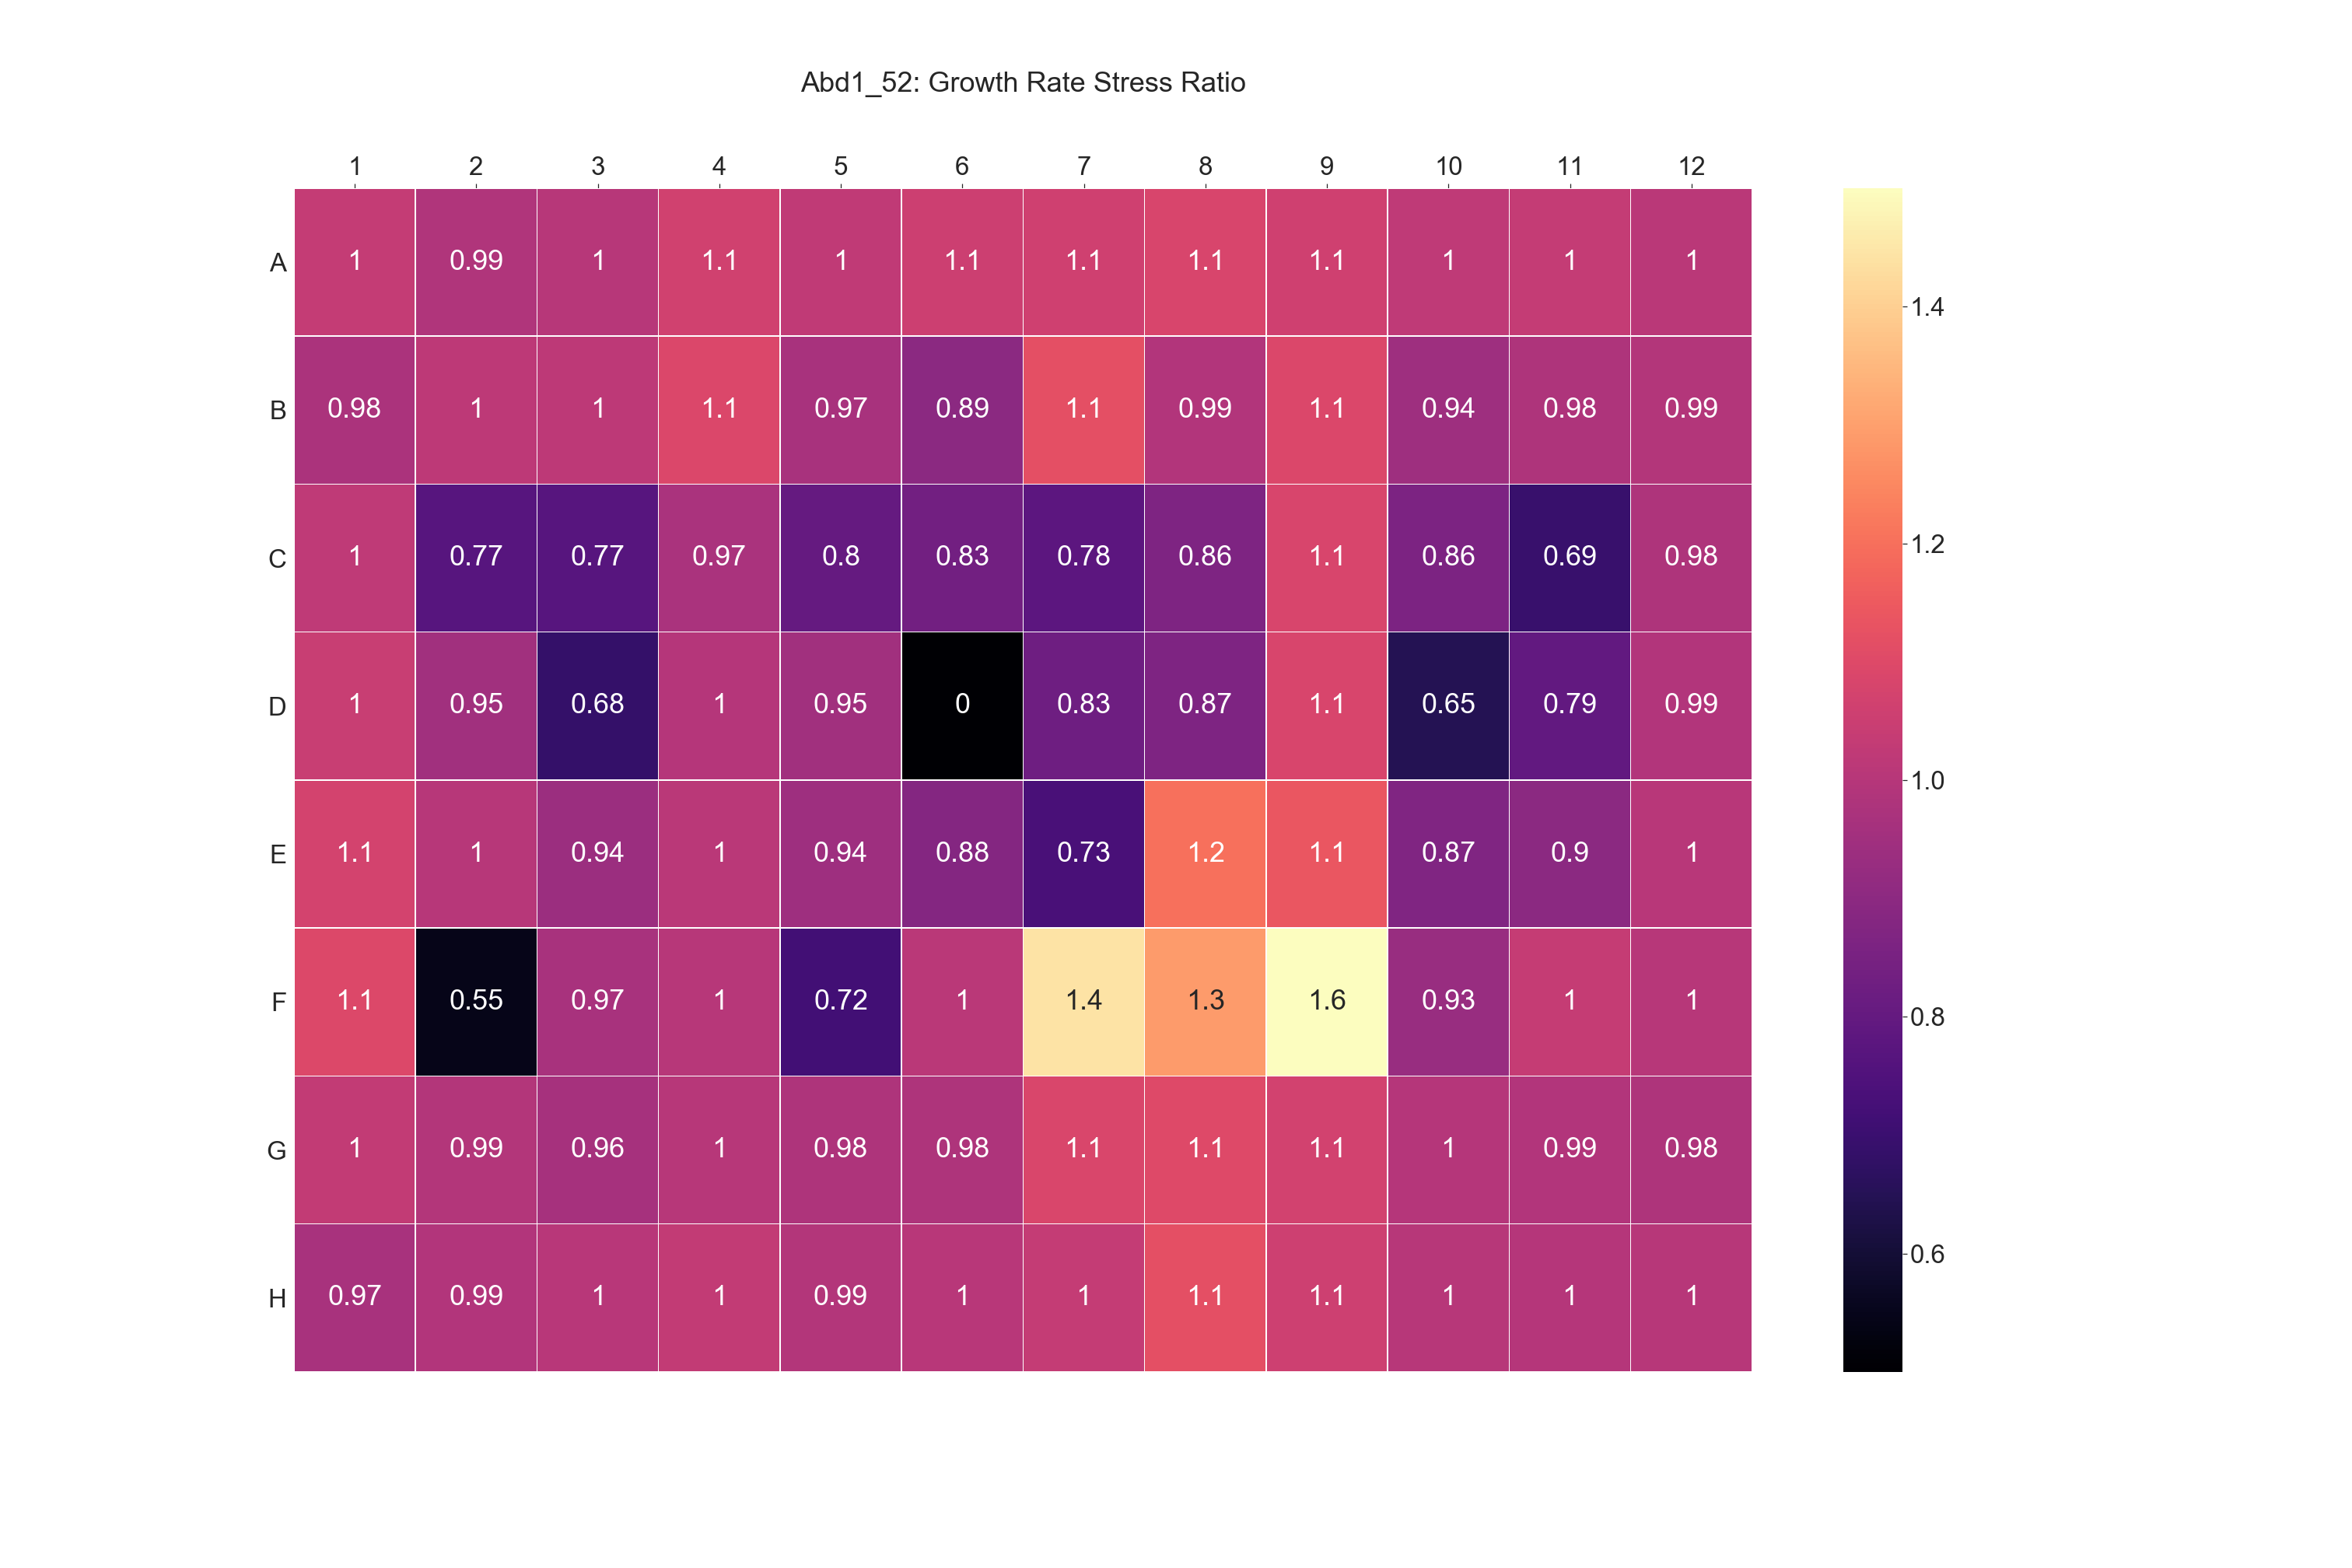 Abd1_52: Growth Rate Stress Ratio
1 2 3 4 5 6 7 8 9 10 11 12
A 1 0.99 1 1.1 1 1.1 1.1 1.1 1.1 1 1 1
1.4
B 0.98 1 1 1.1 0.97 0.89 1.1 0.99 1.1 0.94 0.98 0.99
C 1 0.77 0.77 0.97 0.8 0.83 0.78 0.86 1.1 0.86 0.69 0.98
1.2
D 1 0.95 0.68 1 0.95 0 0.83 0.87 1.1 0.65 0.79 0.99
1.0
E 1.1 1 0.94 1 0.94 0.88 0.73 1.2 1.1 0.87 0.9 1
F 1.1 0.55 0.97 1 0.72 1 1.4 1.3 1.6 0.93 1 1
0.8
G 1 0.99 0.96 1 0.98 0.98 1.1 1.1 1.1 1 0.99 0.98
0.6
H 0.97 0.99 1 1 0.99 1 1 1.1 1.1 1 1 1